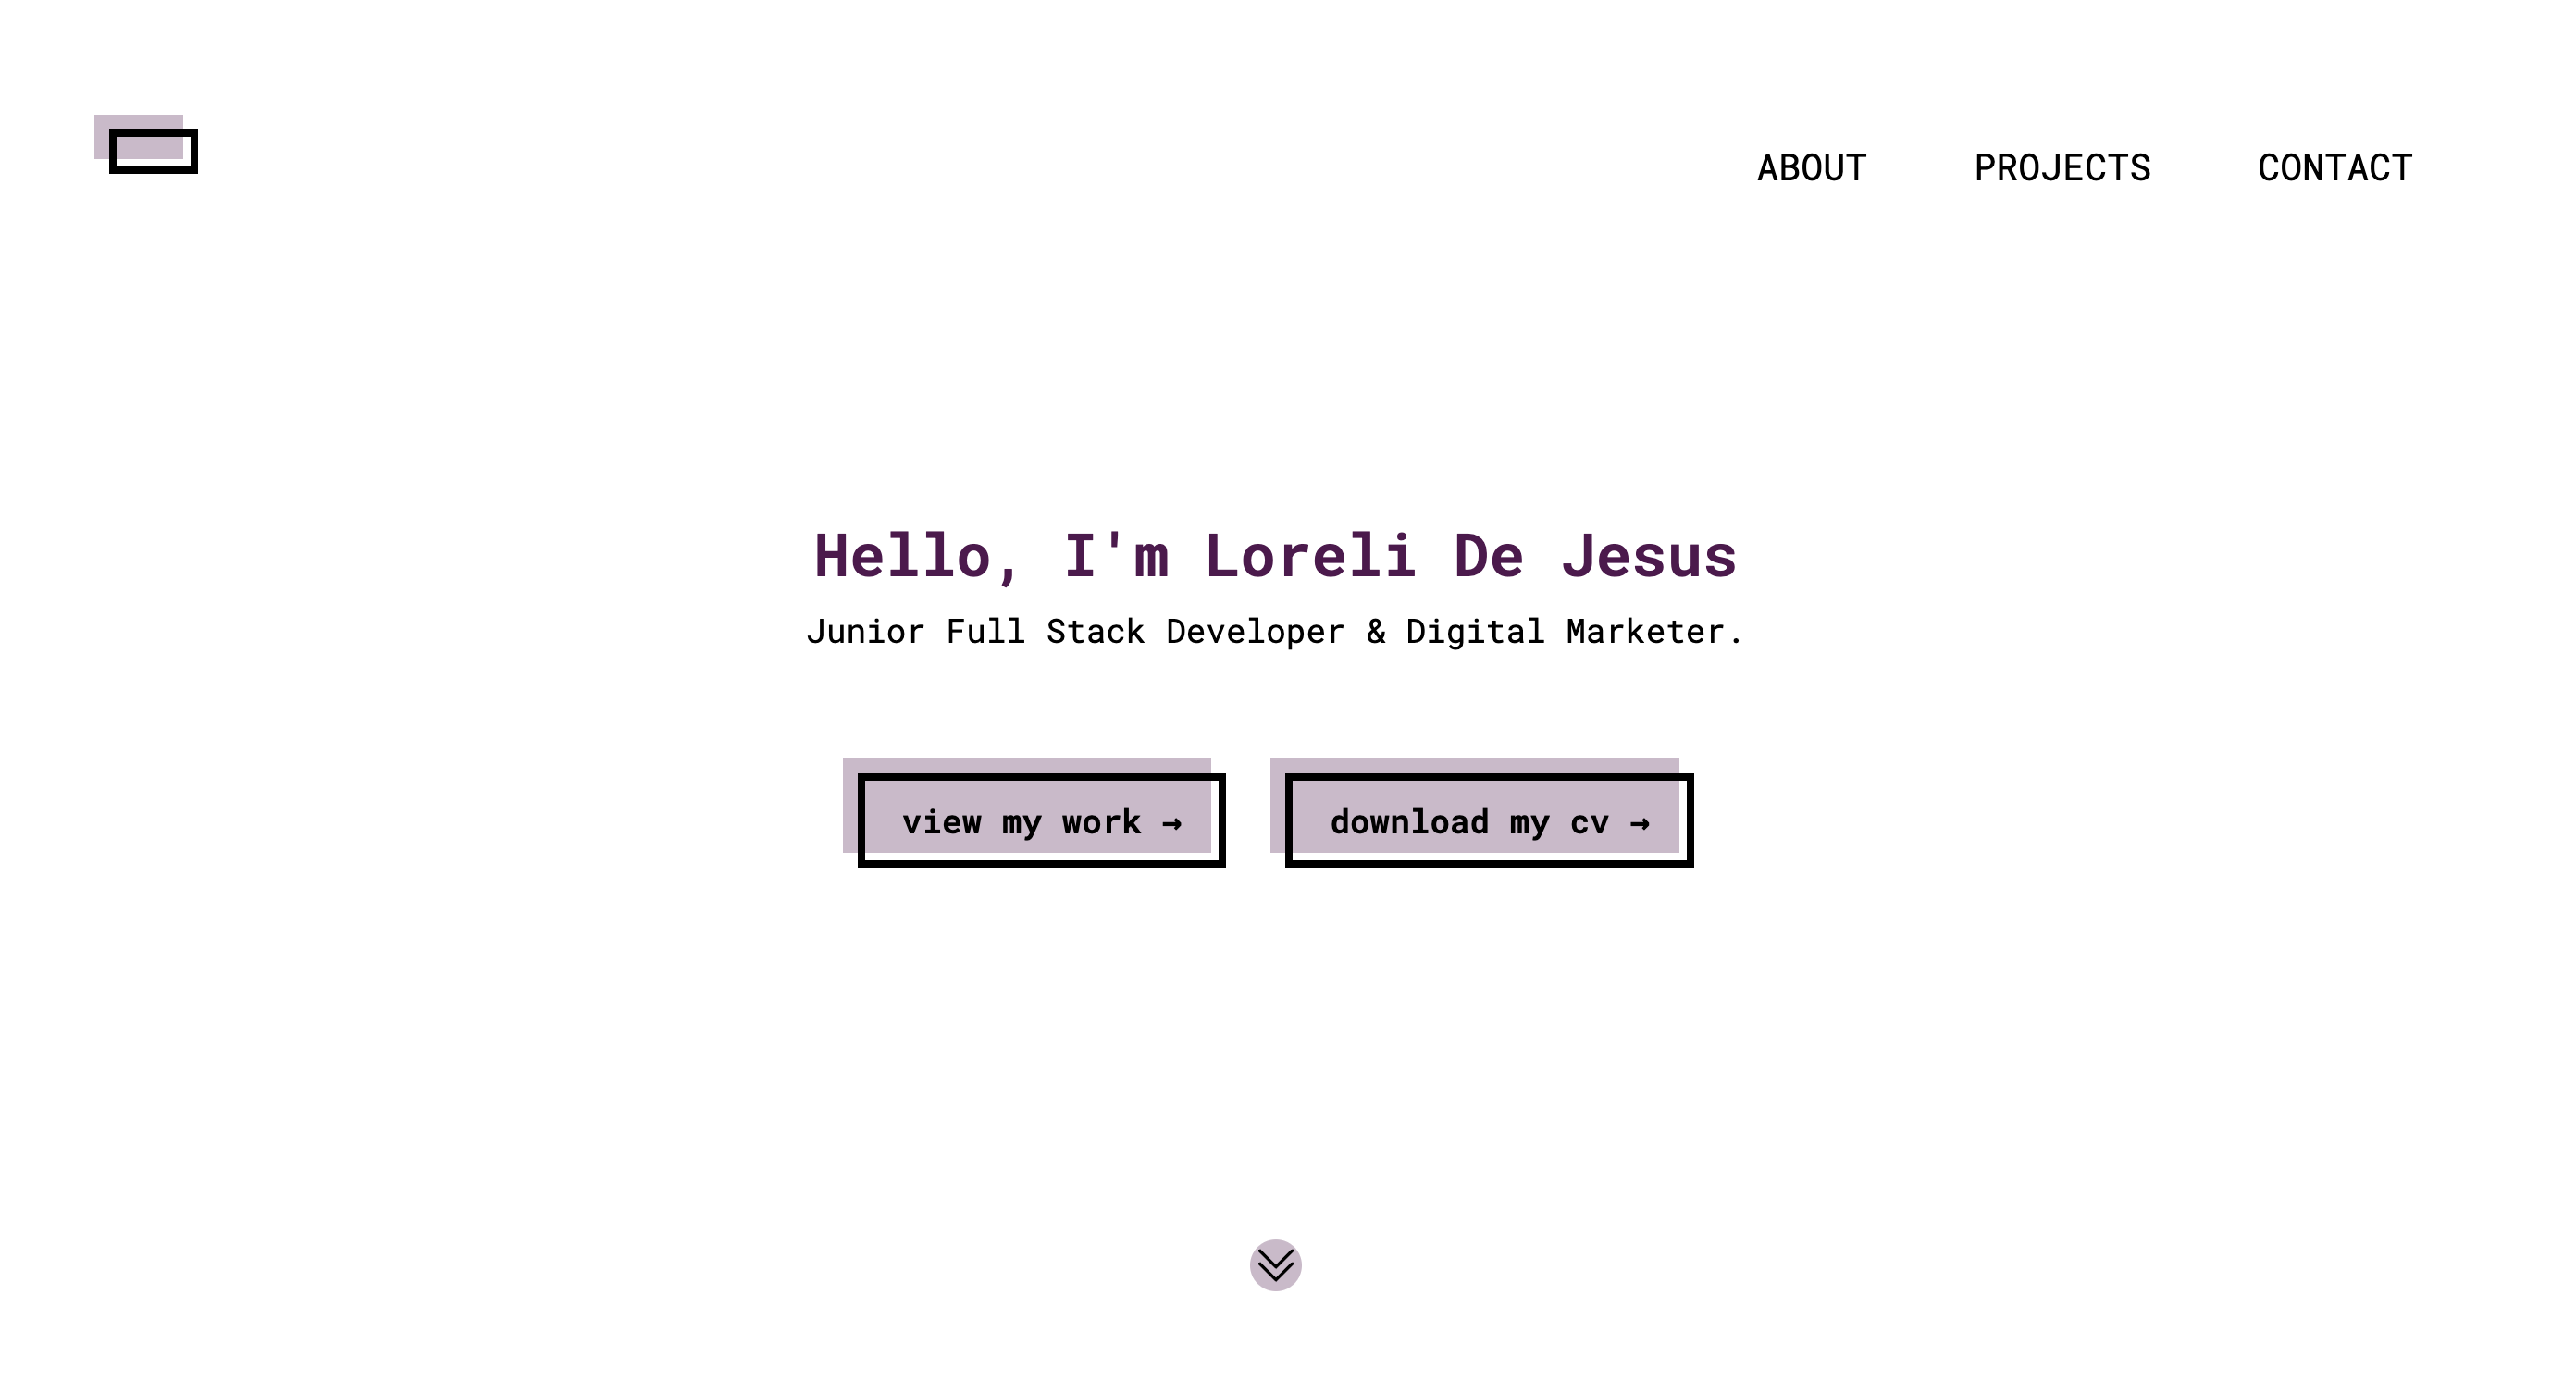 ABOUT PROJECTS CONTACT
Hello, I'm Loreli De Jesus
Junior Full Stack Developer & Digital Marketer.
view my work → download my cv →